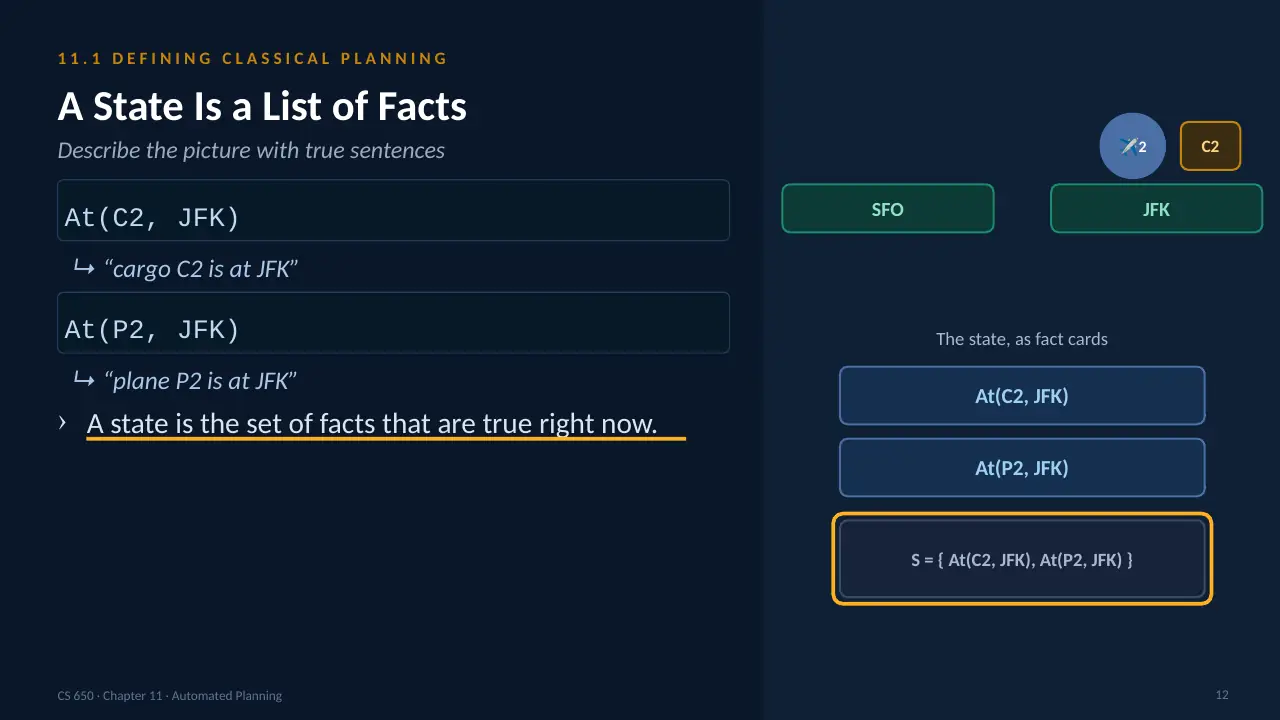 11.1 DEFINING CLASSICAL PLANNING
A State Is a List of Facts
Describe the picture with true sentences
At(C2, JFK)
↪ “cargo C2 is at JFK”
At(P2, JFK)
↪ “plane P2 is at JFK”
› A state is the set of facts that are true right now.
✈️2
C2
SFO
JFK
The state, as fact cards
At(C2, JFK)
At(P2, JFK)
S = { At(C2, JFK), At(P2, JFK) }
CS 650 · Chapter 11 · Automated Planning
12